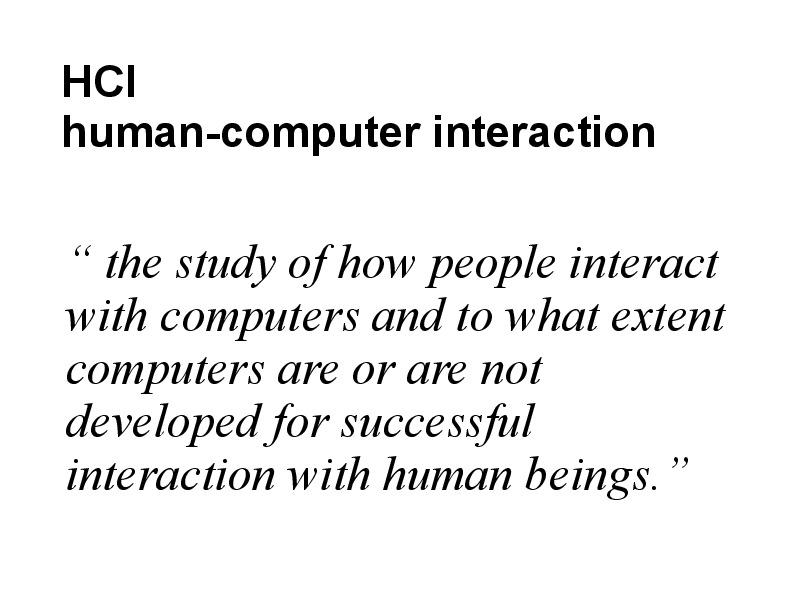 HCI
human-computer interaction
“ the study of how people interact
with computers and to what extent
computers are or are not
developed for successful
interaction with human beings.”